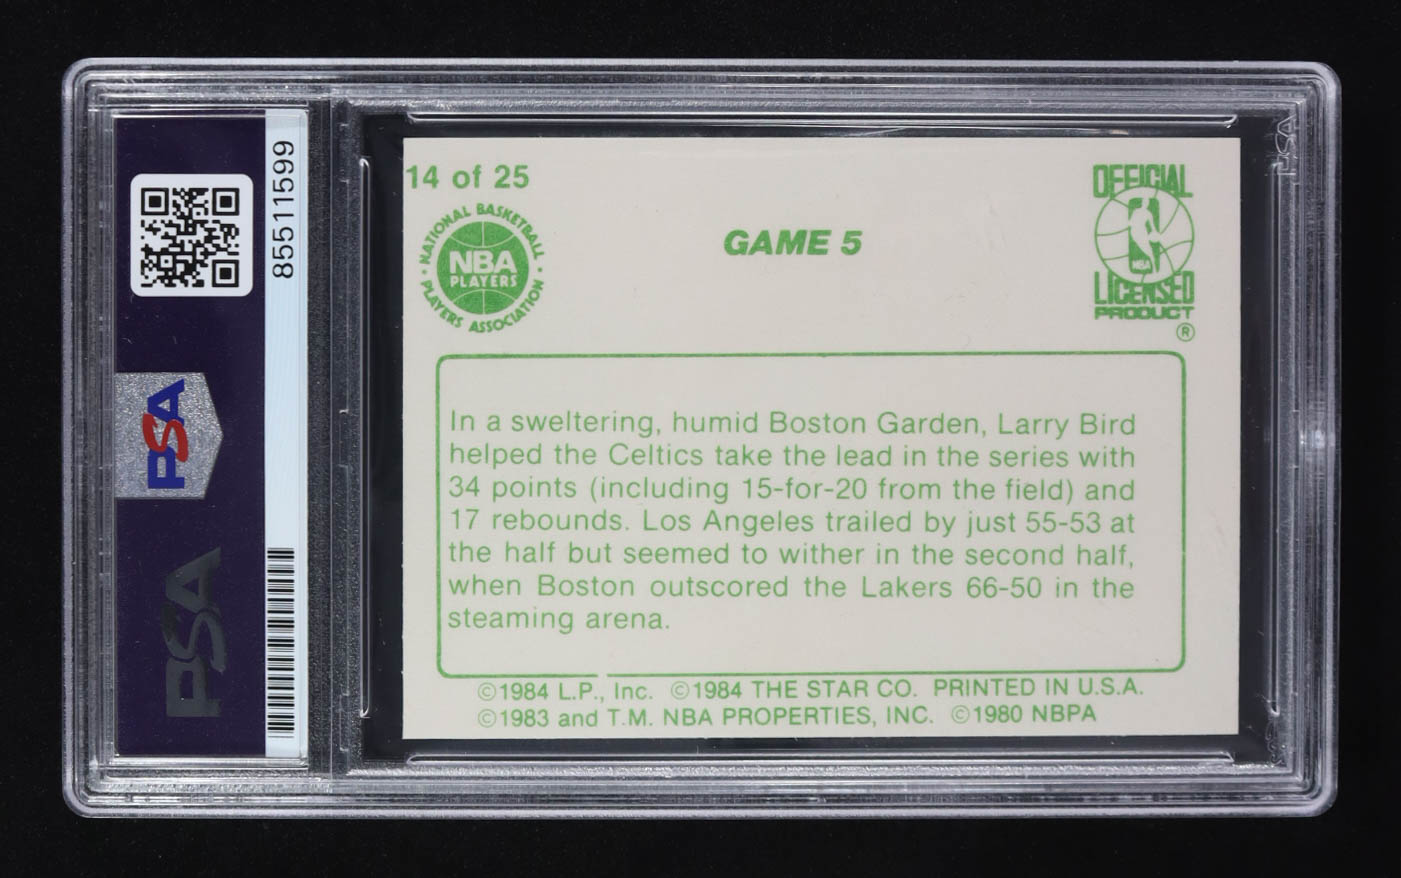 85511599
PSA
PSA
14 of 25
NATIONAL BASKETBALL
NBA
PLAYERS
PLAYERS ASSOCIATION
GAME 5
OFFICIAL
NBA
LICENSED
PRODUCT
®
In a sweltering, humid Boston Garden, Larry Bird
helped the Celtics take the lead in the series with
34 points (including 15-for-20 from the field) and
17 rebounds. Los Angeles trailed by just 55-53 at
the half but seemed to wither in the second half,
when Boston outscored the Lakers 66-50 in the
steaming arena.
©1984 L.P., Inc. ©1984 THE STAR CO. PRINTED IN U.S.A.
©1983 and T.M. NBA PROPERTIES, INC. ©1980 NBPA
PSA